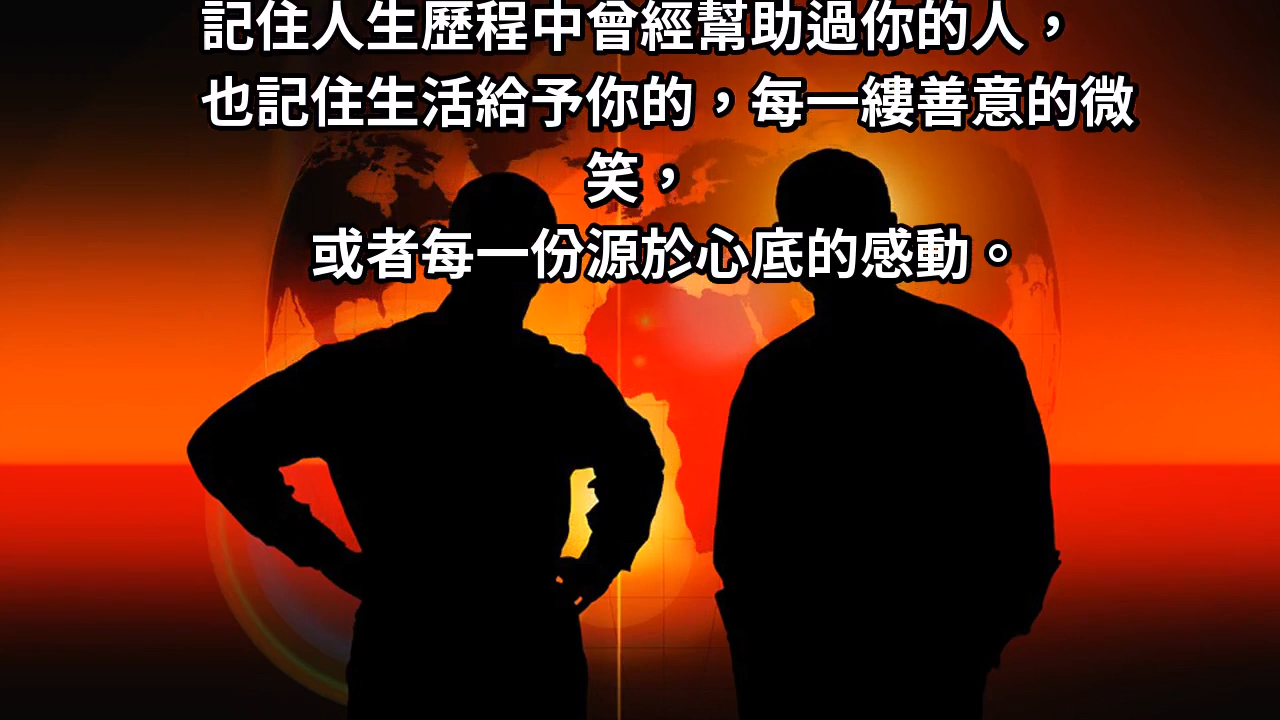 記住人生歷程中曾經幫助過你的人，
也記住生活給予你的，每一縷善意的微
笑，
或者每一份源於心底的感動。